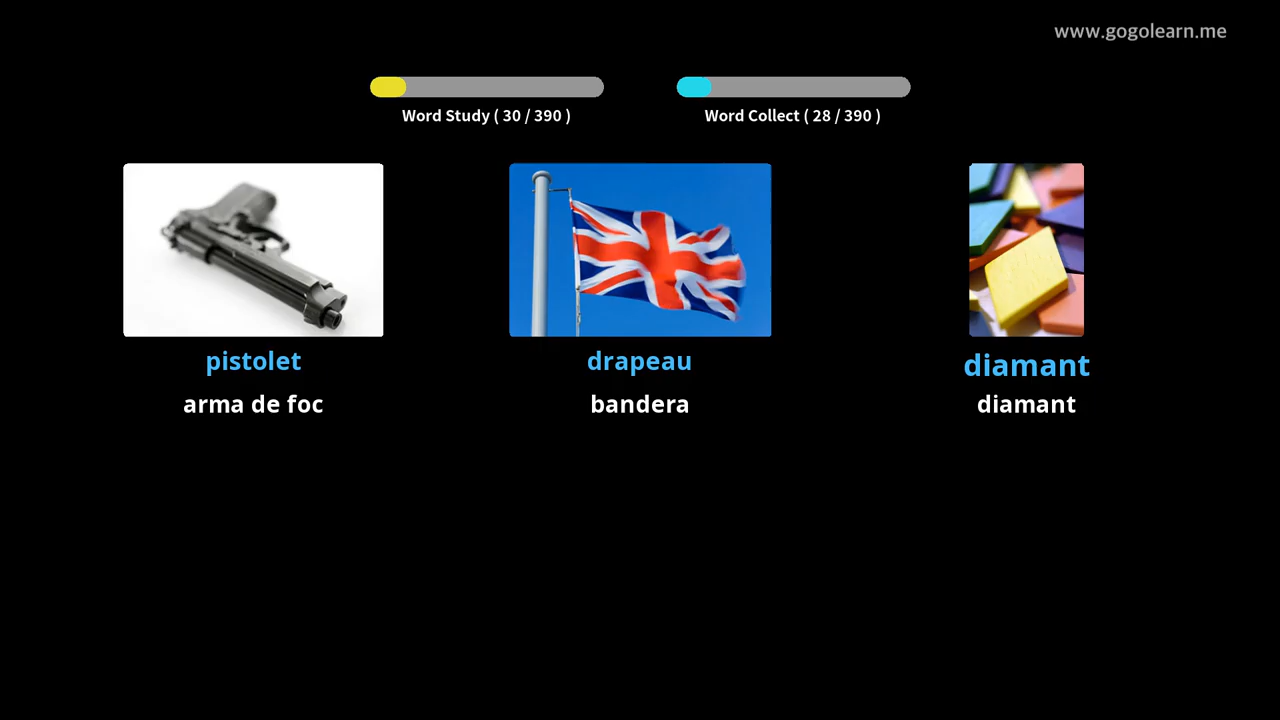 www.gogolearn.me
Word Study ( 30 / 390 )
Word Collect ( 28 / 390 )
pistolet
drapeau
diamant
arma de foc
bandera
diamant